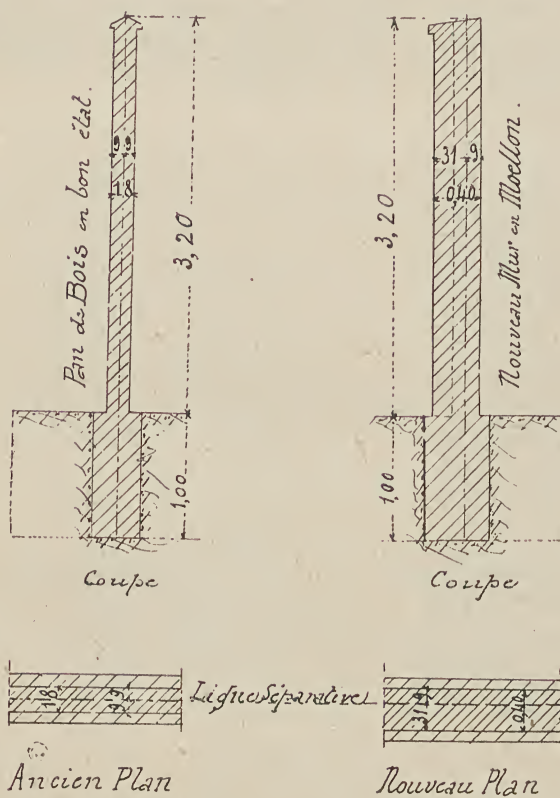 Pan de Bois en bon état.
9 9
18
3,20
1,00
Coupe
31 9
0,40
3,20
1,00
Nouveau Mur en Moellon.
Coupe
18
9 9
Ligne Séparative
31 9
0,40
Ancien Plan
Nouveau Plan